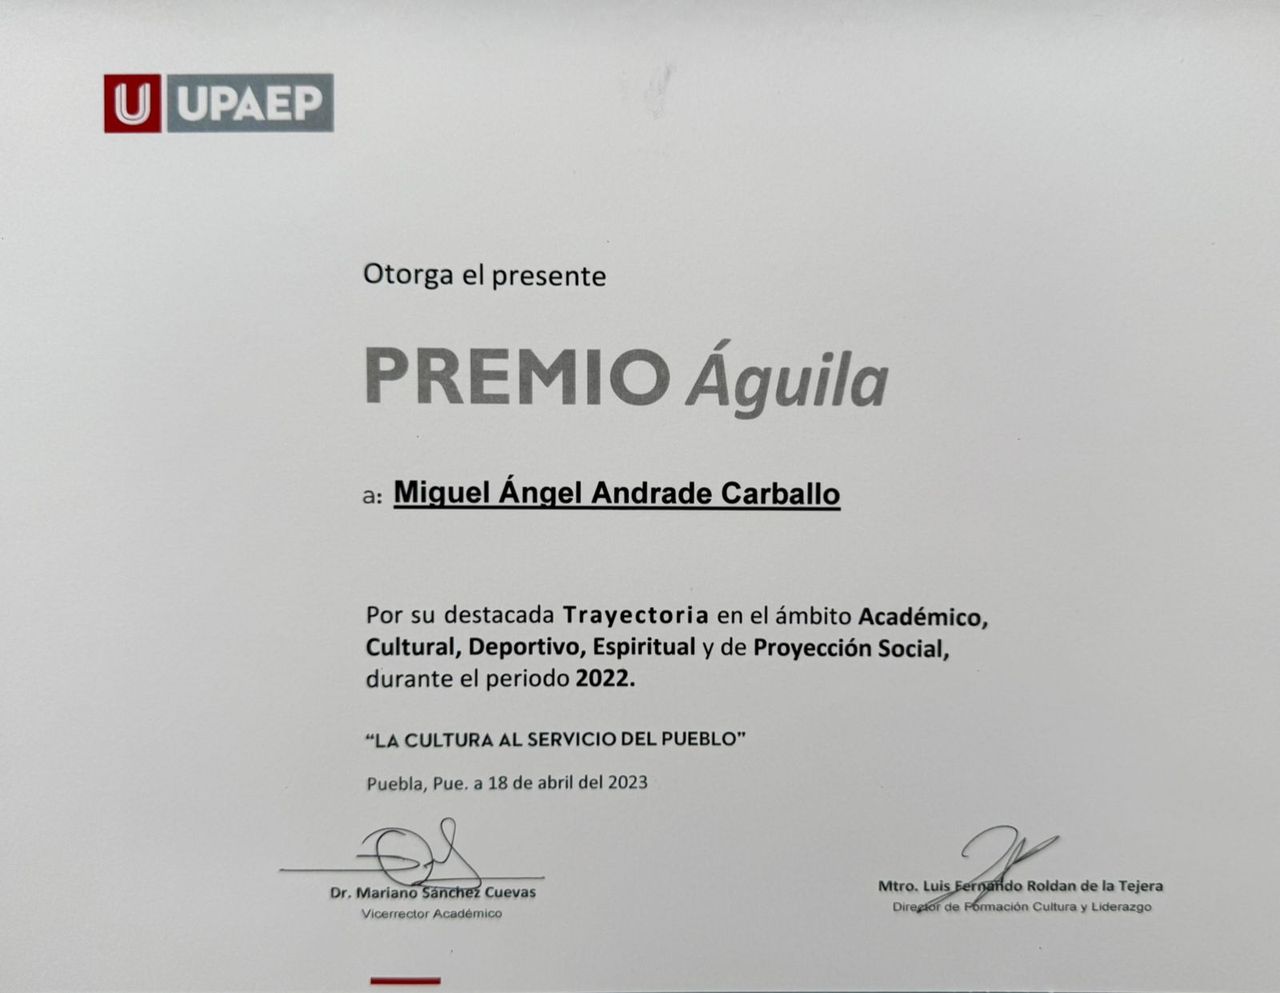 U UPAEP
Otorga el presente
PREMIO Águila
a: Miguel Ángel Andrade Carballo
Por su destacada Trayectoria en el ámbito Académico,
Cultural, Deportivo, Espiritual y de Proyección Social,
durante el periodo 2022.
“LA CULTURA AL SERVICIO DEL PUEBLO”
Puebla, Pue. a 18 de abril del 2023
Dr. Mariano Sánchez Cuevas
Vicerrector Académico
Mtro. Luis Fernando Roldan de la Tejera
Director de Formación Cultura y Liderazgo